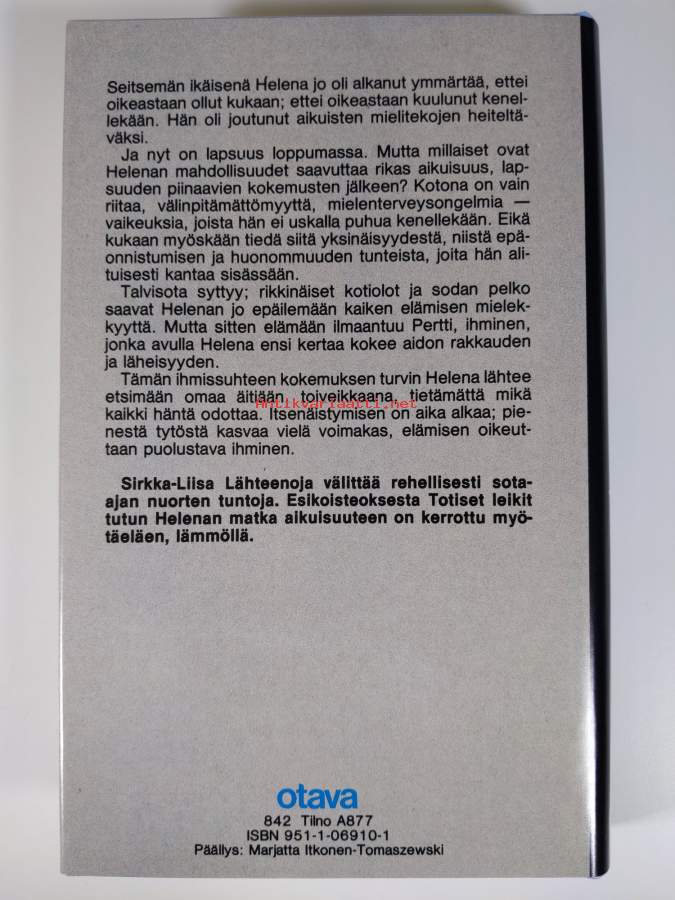 Seitsemän ikäisenä Helena jo oli alkanut ymmärtää, ettei
oikeastaan ollut kukaan; ettei oikeastaan kuulunut kenel-
lekään. Hän oli joutunut aikuisten mielitekojen heiteltä-
väksi.
Ja nyt on lapsuus loppumassa. Mutta millaiset ovat
Helenan mahdollisuudet saavuttaa rikas aikuisuus, lap-
suuden piinaavien kokemusten jälkeen? Kotona on vain
riitaa, välinpitämättömyyttä, mielenterveysongelmia —
vaikeuksia, joista hän ei uskalla puhua kenellekään. Eikä
kukaan myöskään tiedä siitä yksinäisyydestä, niistä epä-
onnistumisen ja huonommuuden tunteista, joita hän ali-
tuisesti kantaa sisässään.
Talvisota syttyy; rikkinäiset kotiolot ja sodan pelko
saavat Helenan jo epäilemään kaiken elämisen mielek-
kyyttä. Mutta sitten elämään ilmaantuu Pertti, ihminen,
jonka avulla Helena ensi kertaa kokee aidon rakkauden
ja läheisyyden.
Tämän ihmissuhteen kokemuksen turvin Helena lähtee
etsimään omaa äitiään, toiveikkaana, tietämättä mikä
Antikvariaatti.net
kaikki häntä odottaa. Itsenäistymisen on aika alkaa; pie-
nestä tytöstä kasvaa vielä voimakas, elämisen oikeut-
taan puolustava ihminen.
Sirkka-Liisa Lähteenoja välittää rehellisesti sota-
ajan nuorten tuntoja. Esikoisteoksesta Totiset leikit
tutun Helenan matka aikuisuuteen on kerrottu myö-
täeläen, lämmöllä.
otava
842 Tilno A877
ISBN 951-1-06910-1
Päällys: Marjatta Itkonen-Tomaszewski